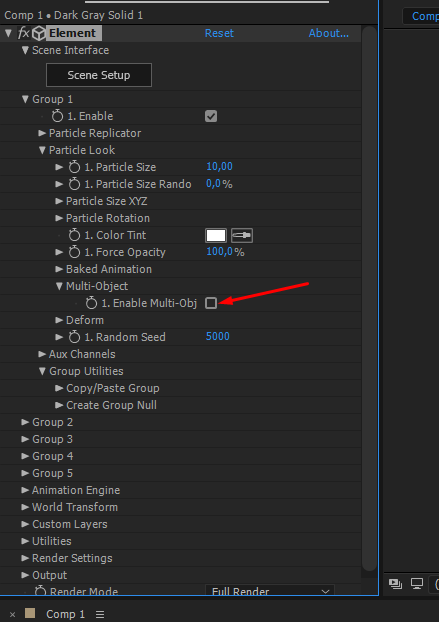 Comp 1 • Dark Gray Solid 1
fx Element Reset About...
Scene Interface
Scene Setup
Group 1
1. Enable
Particle Replicator
Particle Look
1. Particle Size 10,00
1. Particle Size Rando 0,0%
Particle Size XYZ
Particle Rotation
1. Color Tint
1. Force Opacity 100,0%
Baked Animation
Multi-Object
1. Enable Multi-Obj
Deform
1. Random Seed 5000
Aux Channels
Group Utilities
Copy/Paste Group
Create Group Null
Group 2
Group 3
Group 4
Group 5
Animation Engine
World Transform
Custom Layers
Utilities
Render Settings
Output
Render Mode Full Render
× Comp 1
Comp